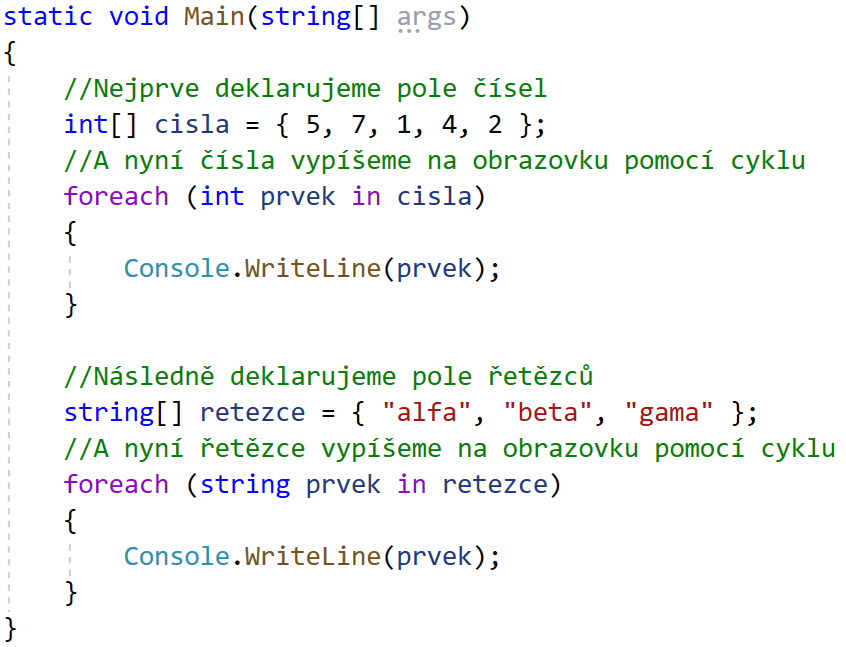 static void Main(string[] args)
{
    //Nejprve deklarujeme pole čísel
    int[] cisla = { 5, 7, 1, 4, 2 };
    //A nyní čísla vypíšeme na obrazovku pomocí cyklu
    foreach (int prvek in cisla)
    {
        Console.WriteLine(prvek);
    }

    //Následně deklarujeme pole řetězců
    string[] retezce = { "alfa", "beta", "gama" };
    //A nyní řetězce vypíšeme na obrazovku pomocí cyklu
    foreach (string prvek in retezce)
    {
        Console.WriteLine(prvek);
    }
}